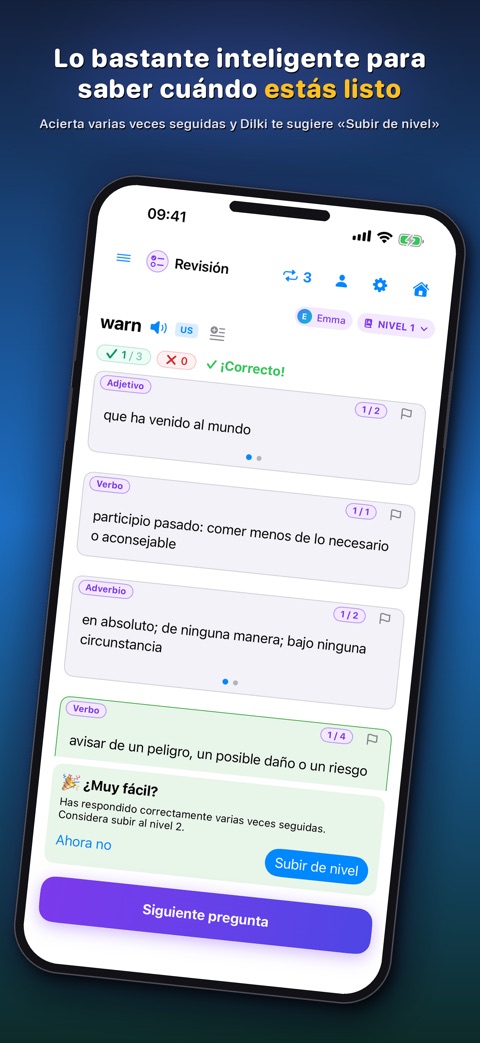 Lo bastante inteligente para
saber cuándo estás listo
Acierta varias veces seguidas y Dilki te sugiere «Subir de nivel»
09:41
Revisión
3
E Emma
NIVEL 1
warn
US
1 / 3
0
¡Correcto!
Adjetivo
1 / 2
que ha venido al mundo
Verbo
1 / 1
participio pasado: comer menos de lo necesario
o aconsejable
Adverbio
1 / 2
en absoluto; de ninguna manera; bajo ninguna
circunstancia
Verbo
1 / 4
avisar de un peligro, un posible daño o un riesgo
¿Muy fácil?
Has respondido correctamente varias veces seguidas.
Considera subir al nivel 2.
Ahora no
Subir de nivel
Siguiente pregunta